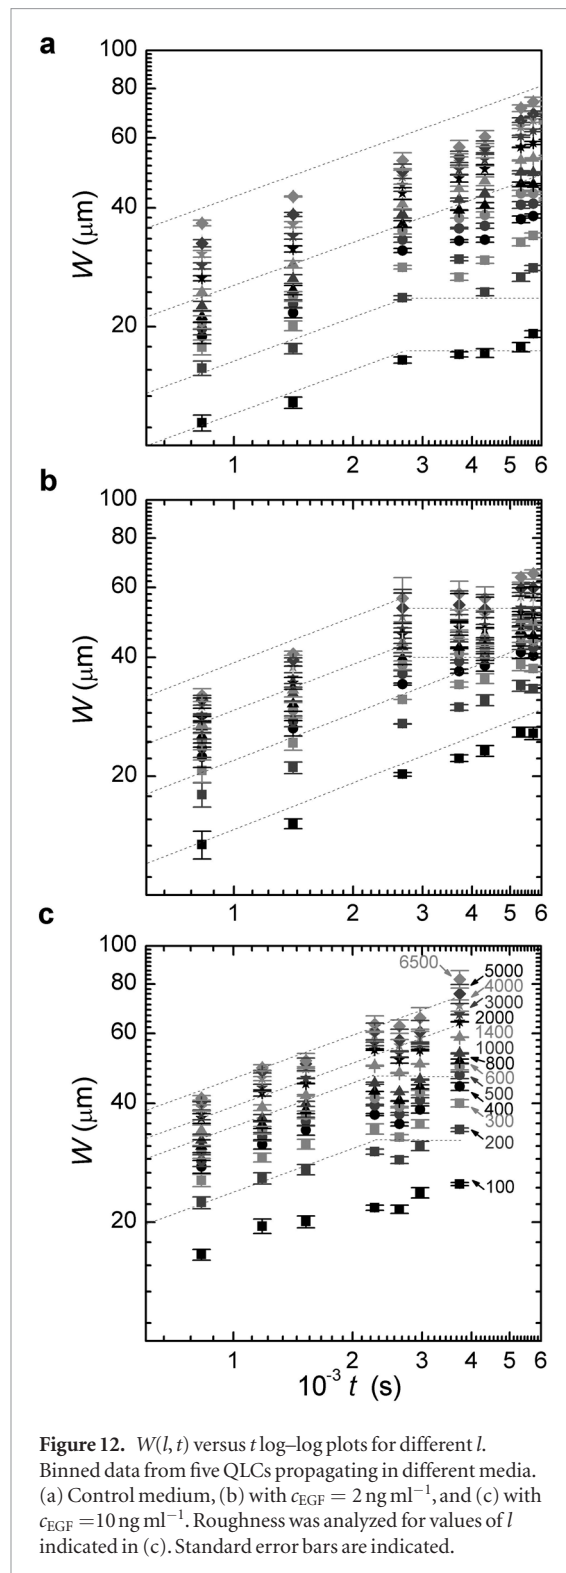 a
100
80
60
40
20
W (μm)
1 2 3 4 5 6
b
100
80
60
40
20
W (μm)
1 2 3 4 5 6
c
100
80
60
40
20
W (μm)
6500
5000
4000
3000
2000
1400
1000
800
600
500
400
300
200
100
1 2 3 4 5 6
10⁻³ t (s)
Figure 12. W(l, t) versus t log–log plots for different l.
Binned data from five QLCs propagating in different media.
(a) Control medium, (b) with cEGF = 2 ng ml⁻¹, and (c) with
cEGF =10 ng ml⁻¹. Roughness was analyzed for values of l
indicated in (c). Standard error bars are indicated.